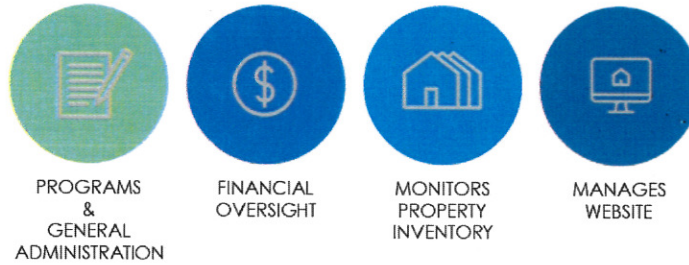 PROGRAMS
&
GENERAL
ADMINISTRATION
FINANCIAL
OVERSIGHT
MONITORS
PROPERTY
INVENTORY
MANAGES
WEBSITE